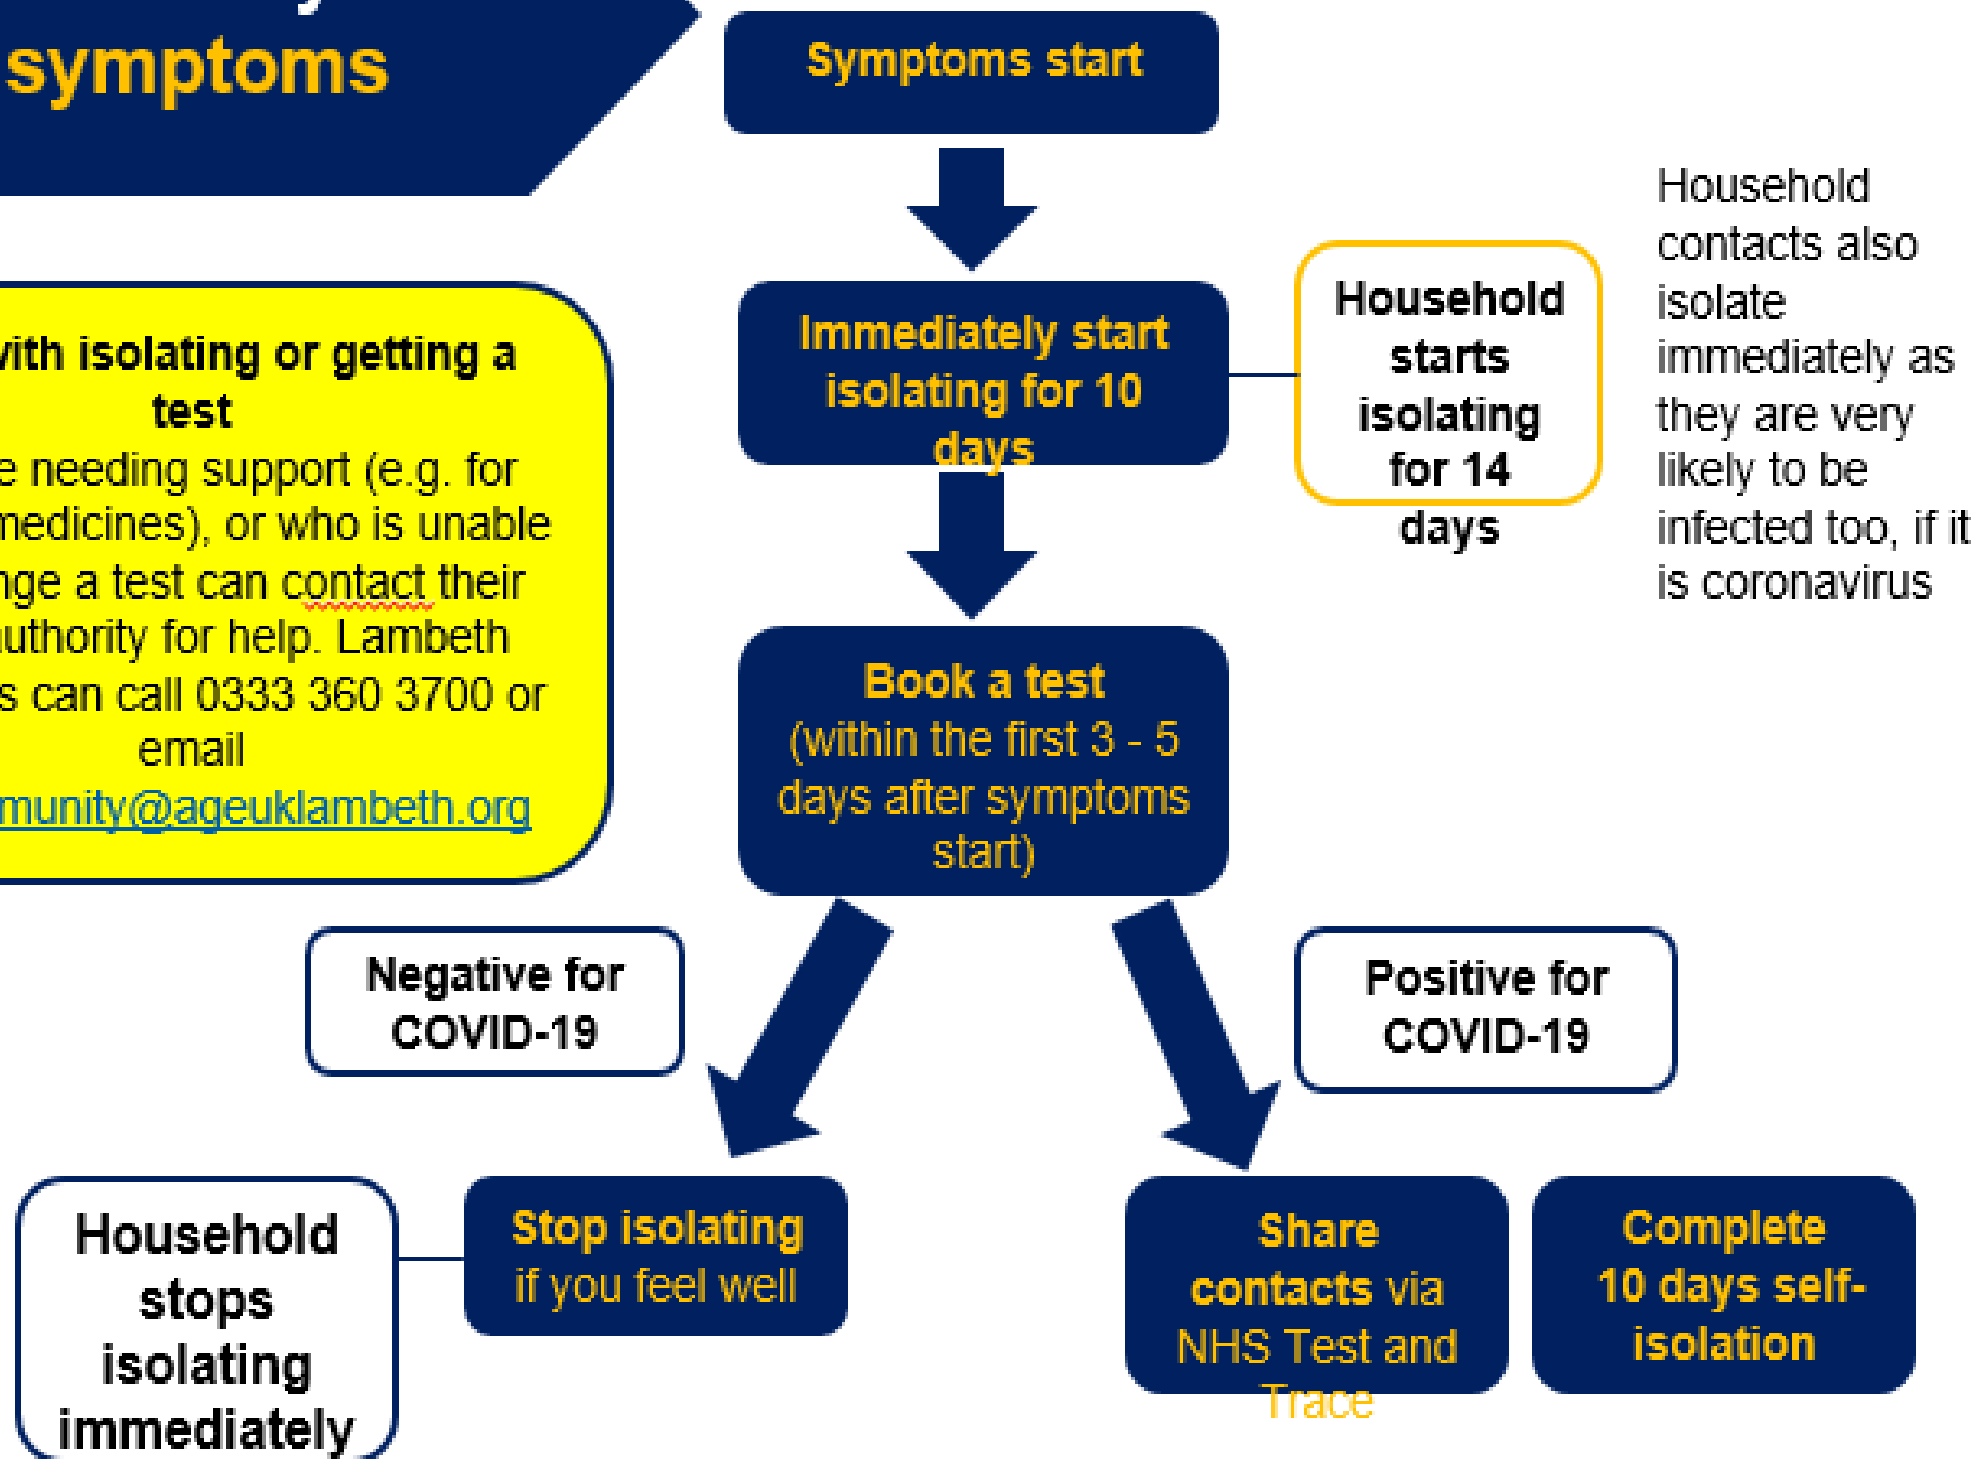 symptoms
Symptoms start
Immediately start
isolating for 10
days
Household
starts
isolating
for 14
days
Household
contacts also
isolate
immediately as
they are very
likely to be
infected too, if it
is coronavirus
with isolating or getting a
test
e needing support (e.g. for
medicines), or who is unable
nge a test can contact their
authority for help. Lambeth
s can call 0333 360 3700 or
email
munity@ageuklambeth.org
Book a test
(within the first 3 - 5
days after symptoms
start)
Negative for
COVID-19
Positive for
COVID-19
Household
stops
isolating
immediately
Stop isolating
if you feel well
Share
contacts via
NHS Test and
Trace
Complete
10 days self-
isolation